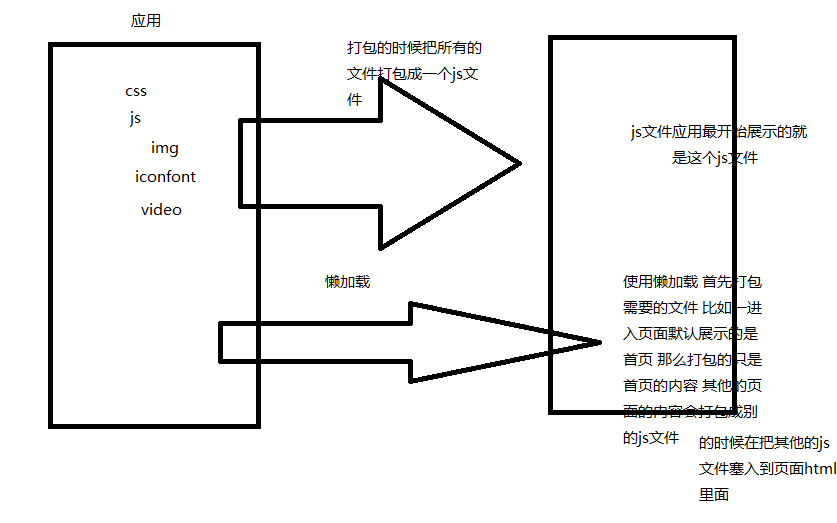 应用
css
js
img
iconfont
video
打包的时候把所有的
文件打包成一个js文
件
js文件应用最开始展示的就
是这个js文件
懒加载
使用懒加载 首先打包
需要的文件 比如一进
入页面默认展示的是
首页 那么打包的只是
首页的内容 其他的页
面的内容会打包成别
的js文件
的时候在把其他的js
文件塞入到页面html
里面